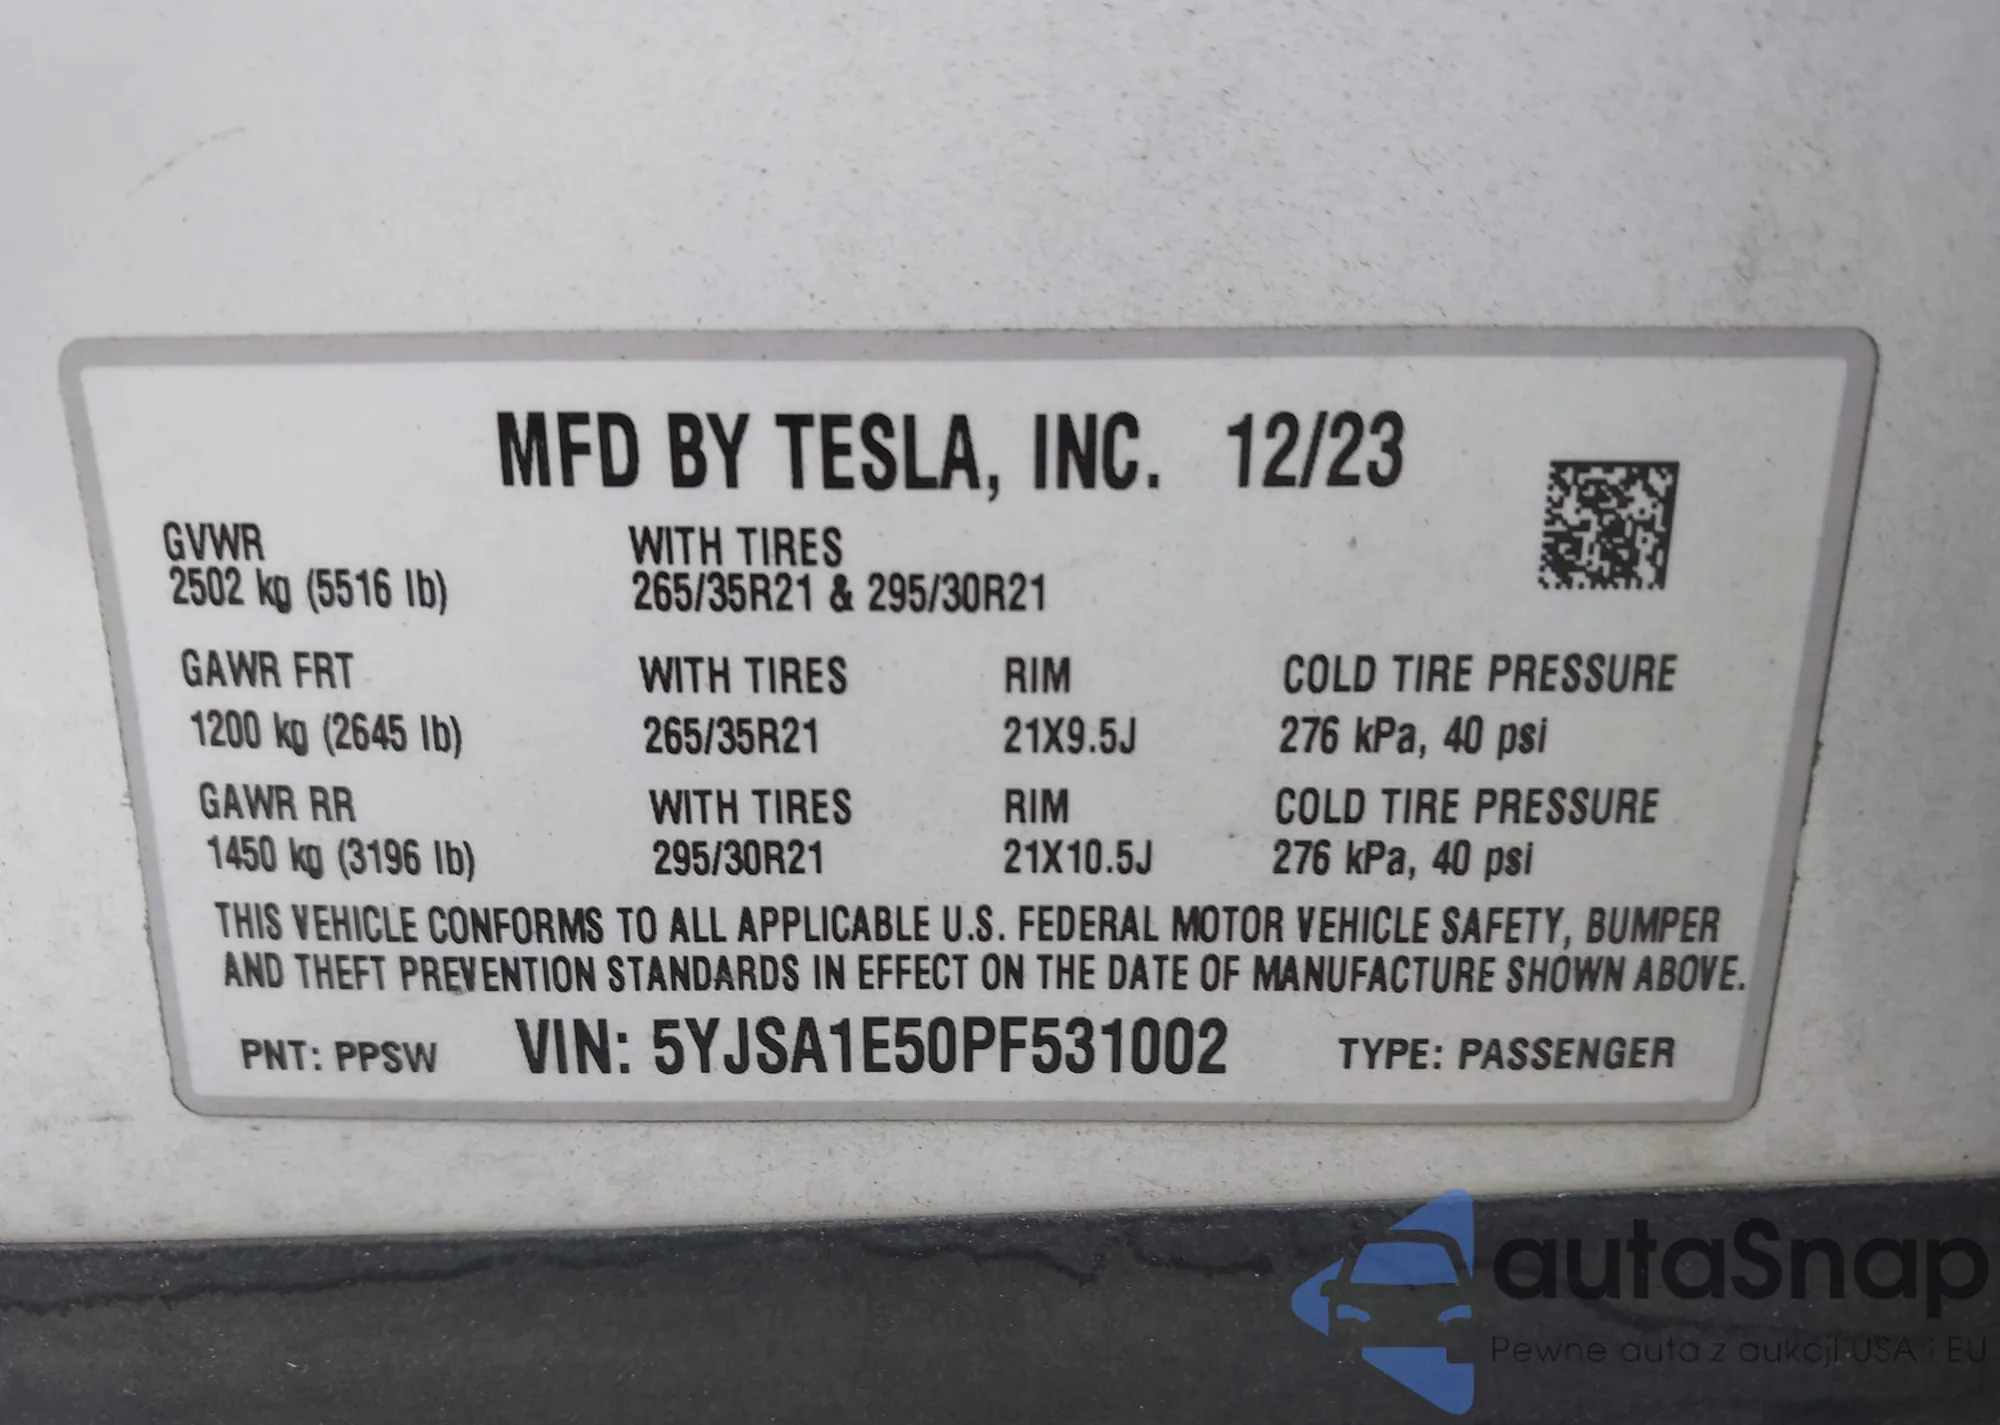 MFD BY TESLA, INC. 12/23
GVWR WITH TIRES
2502 kg (5516 lb) 265/35R21 & 295/30R21
GAWR FRT WITH TIRES RIM COLD TIRE PRESSURE
1200 kg (2645 lb) 265/35R21 21X9.5J 276 kPa, 40 psi
GAWR RR WITH TIRES RIM COLD TIRE PRESSURE
1450 kg (3196 lb) 295/30R21 21X10.5J 276 kPa, 40 psi
THIS VEHICLE CONFORMS TO ALL APPLICABLE U.S. FEDERAL MOTOR VEHICLE SAFETY, BUMPER
AND THEFT PREVENTION STANDARDS IN EFFECT ON THE DATE OF MANUFACTURE SHOWN ABOVE.
PNT: PPSW VIN: 5YJSA1E50PF531002 TYPE: PASSENGER
autaSnap
Pewne auta z aukcji USA i EU